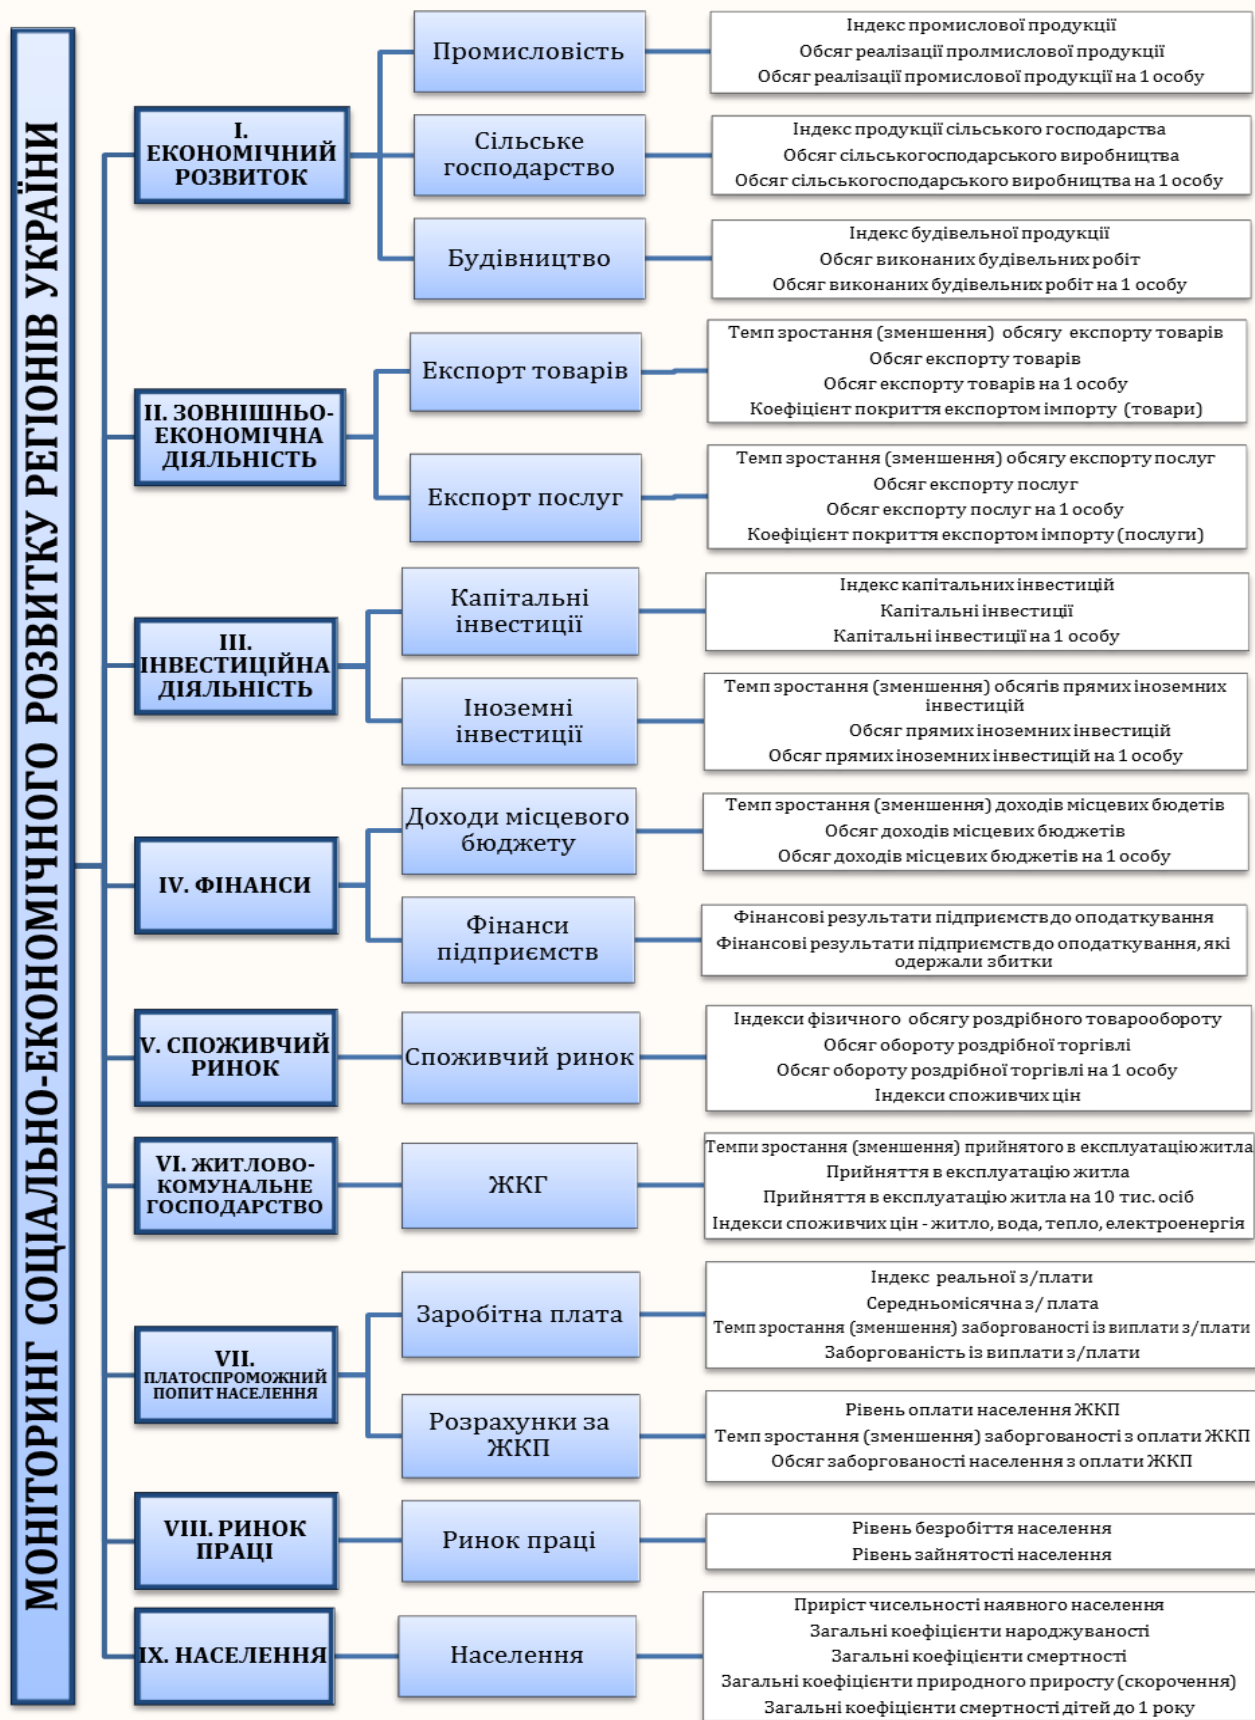 МОНІТОРИНГ СОЦІАЛЬНО-ЕКОНОМІЧНОГО РОЗВИТКУ РЕГІОНІВ УКРАЇНИ
I.
ЕКОНОМІЧНИЙ
РОЗВИТОК
Промисловість
Індекс промислової продукції
Обсяг реалізації пролмислової продукції
Обсяг реалізації промислової продукції на 1 особу
Сільське
господарство
Індекс продукції сільського господарства
Обсяг сільськогосподарського виробництва
Обсяг сільськогосподарського виробництва на 1 особу
Будівництво
Індекс будівельної продукції
Обсяг виконаних будівельних робіт
Обсяг виконаних будівельних робіт на 1 особу
II. ЗОВНІШНЬО-
ЕКОНОМІЧНА
ДІЯЛЬНІСТЬ
Експорт товарів
Темп зростання (зменшення) обсягу експорту товарів
Обсяг експорту товарів
Обсяг експорту товарів на 1 особу
Коефіцієнт покриття експортом імпорту (товари)
Експорт послуг
Темп зростання (зменшення) обсягу експорту послуг
Обсяг експорту послуг
Обсяг експорту послуг на 1 особу
Коефіцієнт покриття експортом імпорту (послуги)
III.
ІНВЕСТИЦІЙНА
ДІЯЛЬНІСТЬ
Капітальні
інвестиції
Індекс капітальних інвестицій
Капітальні інвестиції
Капітальні інвестиції на 1 особу
Іноземні
інвестиції
Темп зростання (зменшення) обсягів прямих іноземних
інвестицій
Обсяг прямих іноземних інвестицій
Обсяг прямих іноземних інвестицій на 1 особу
IV. ФІНАНСИ
Доходи місцевого
бюджету
Темп зростання (зменшення) доходів місцевих бюдетів
Обсяг доходів місцевих бюджетів
Обсяг доходів місцевих бюджетів на 1 особу
Фінанси
підприємств
Фінансові результати підприємств до оподаткування
Фінансові результати підприємств до оподаткування, які
одержали збитки
V. СПОЖИВЧИЙ
РИНОК
Споживчий ринок
Індекси фізичного обсягу роздрібного товарообороту
Обсяг обороту роздрібної торгівлі
Обсяг обороту роздрібної торгівлі на 1 особу
Індекси споживчих цін
VI. ЖИТЛОВО-
КОМУНАЛЬНЕ
ГОСПОДАРСТВО
ЖКГ
Темпи зростання (зменшення) прийнятого в експлуатацію житла
Прийняття в експлуатацію житла
Прийняття в експлуатацію житла на 10 тис. осіб
Індекси споживчих цін - житло, вода, тепло, електроенергія
VII.
ПЛАТОСПРОМОЖНИЙ
ПОПИТ НАСЕЛЕННЯ
Заробітна плата
Індекс реальної з/плати
Середньомісячна з/ плата
Темп зростання (зменшення) заборгованості із виплати з/плати
Заборгованість із виплати з/плати
Розрахунки за
ЖКП
Рівень оплати населення ЖКП
Темп зростання (зменшення) заборгованості з оплати ЖКП
Обсяг заборгованості населення з оплати ЖКП
VIII. РИНОК
ПРАЦІ
Ринок праці
Рівень безробіття населення
Рівень зайнятості населення
IX. НАСЕЛЕННЯ
Населення
Приріст чисельності наявного населення
Загальні коефіцієнти народжуваності
Загальні коефіцієнти смертності
Загальні коефіцієнти природного приросту (скорочення)
Загальні коефіцієнти смертності дітей до 1 року